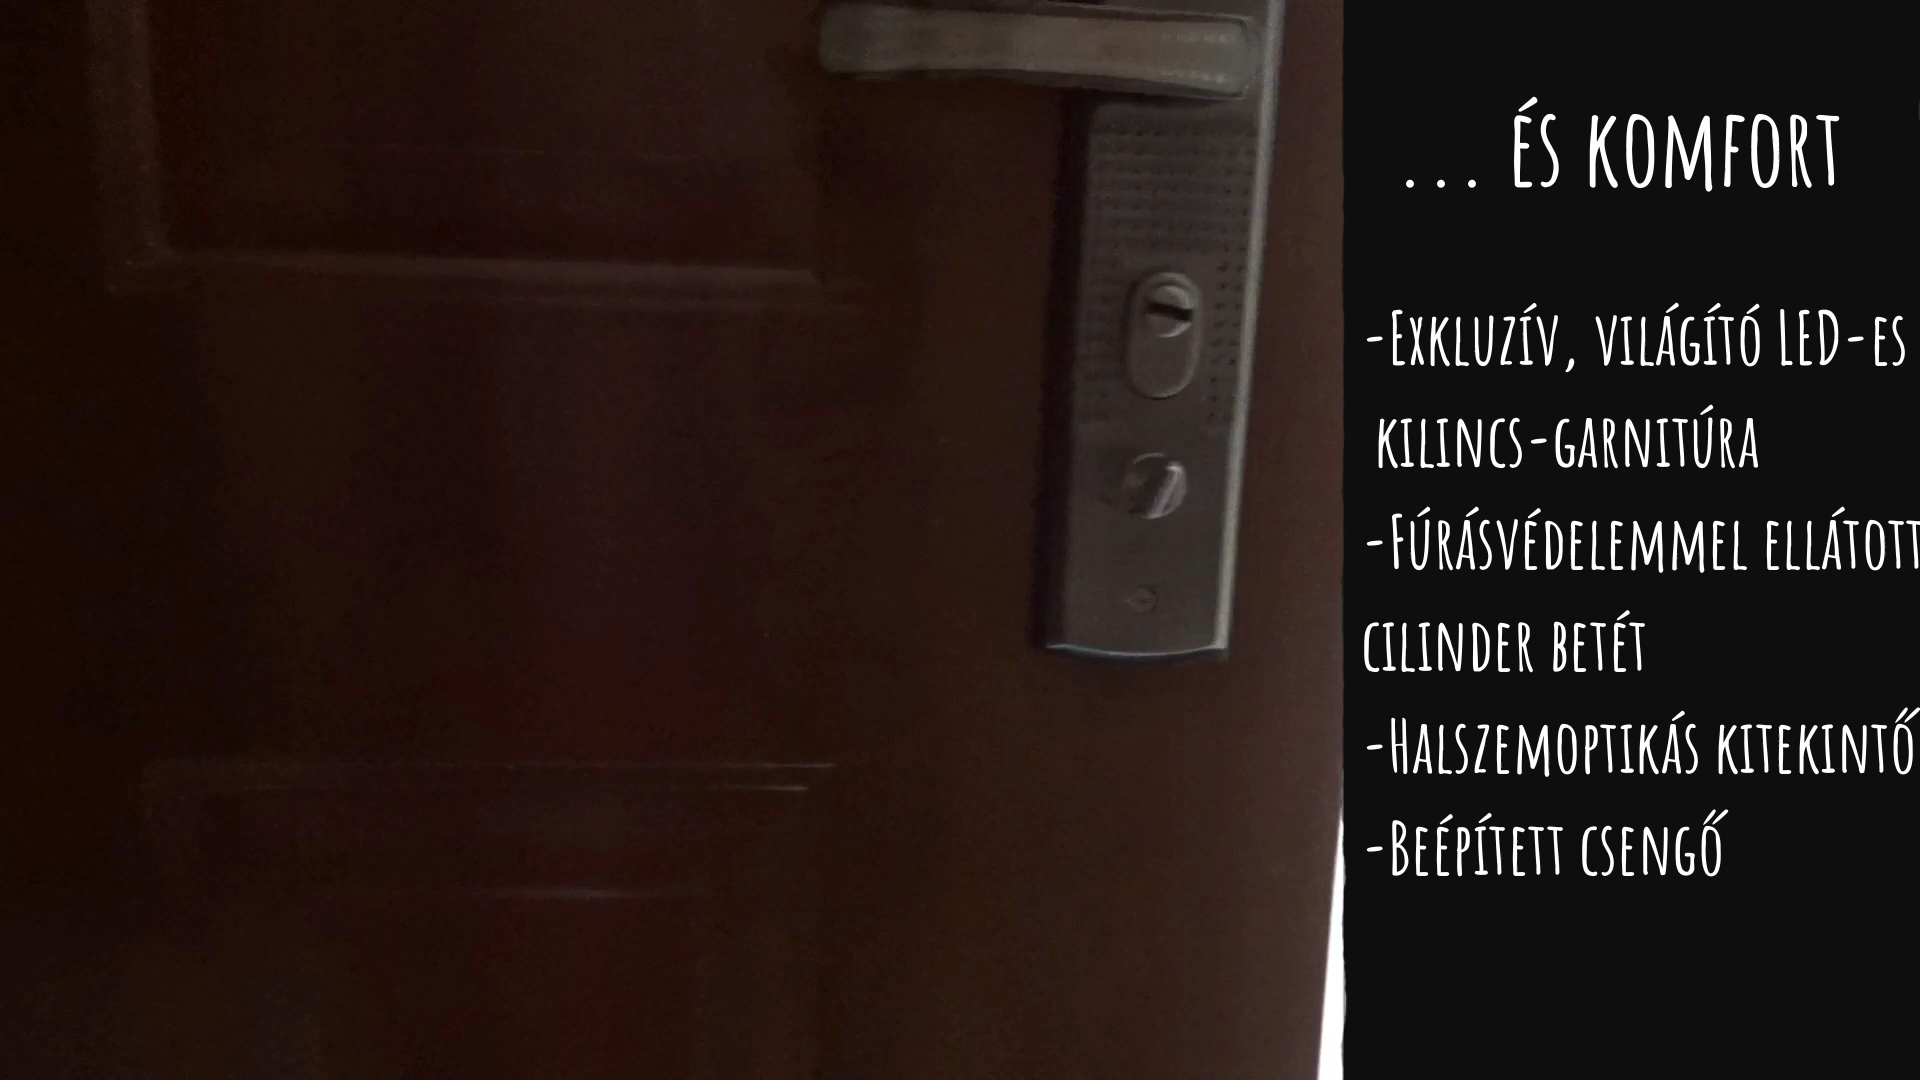 ... és komfort
-Exkluzív, világító LED-es
kilincs-garnitúra
-Fúrásvédelemmel ellátott
cilinder betét
-Halszemoptikás kitekintő
-Beépített csengő